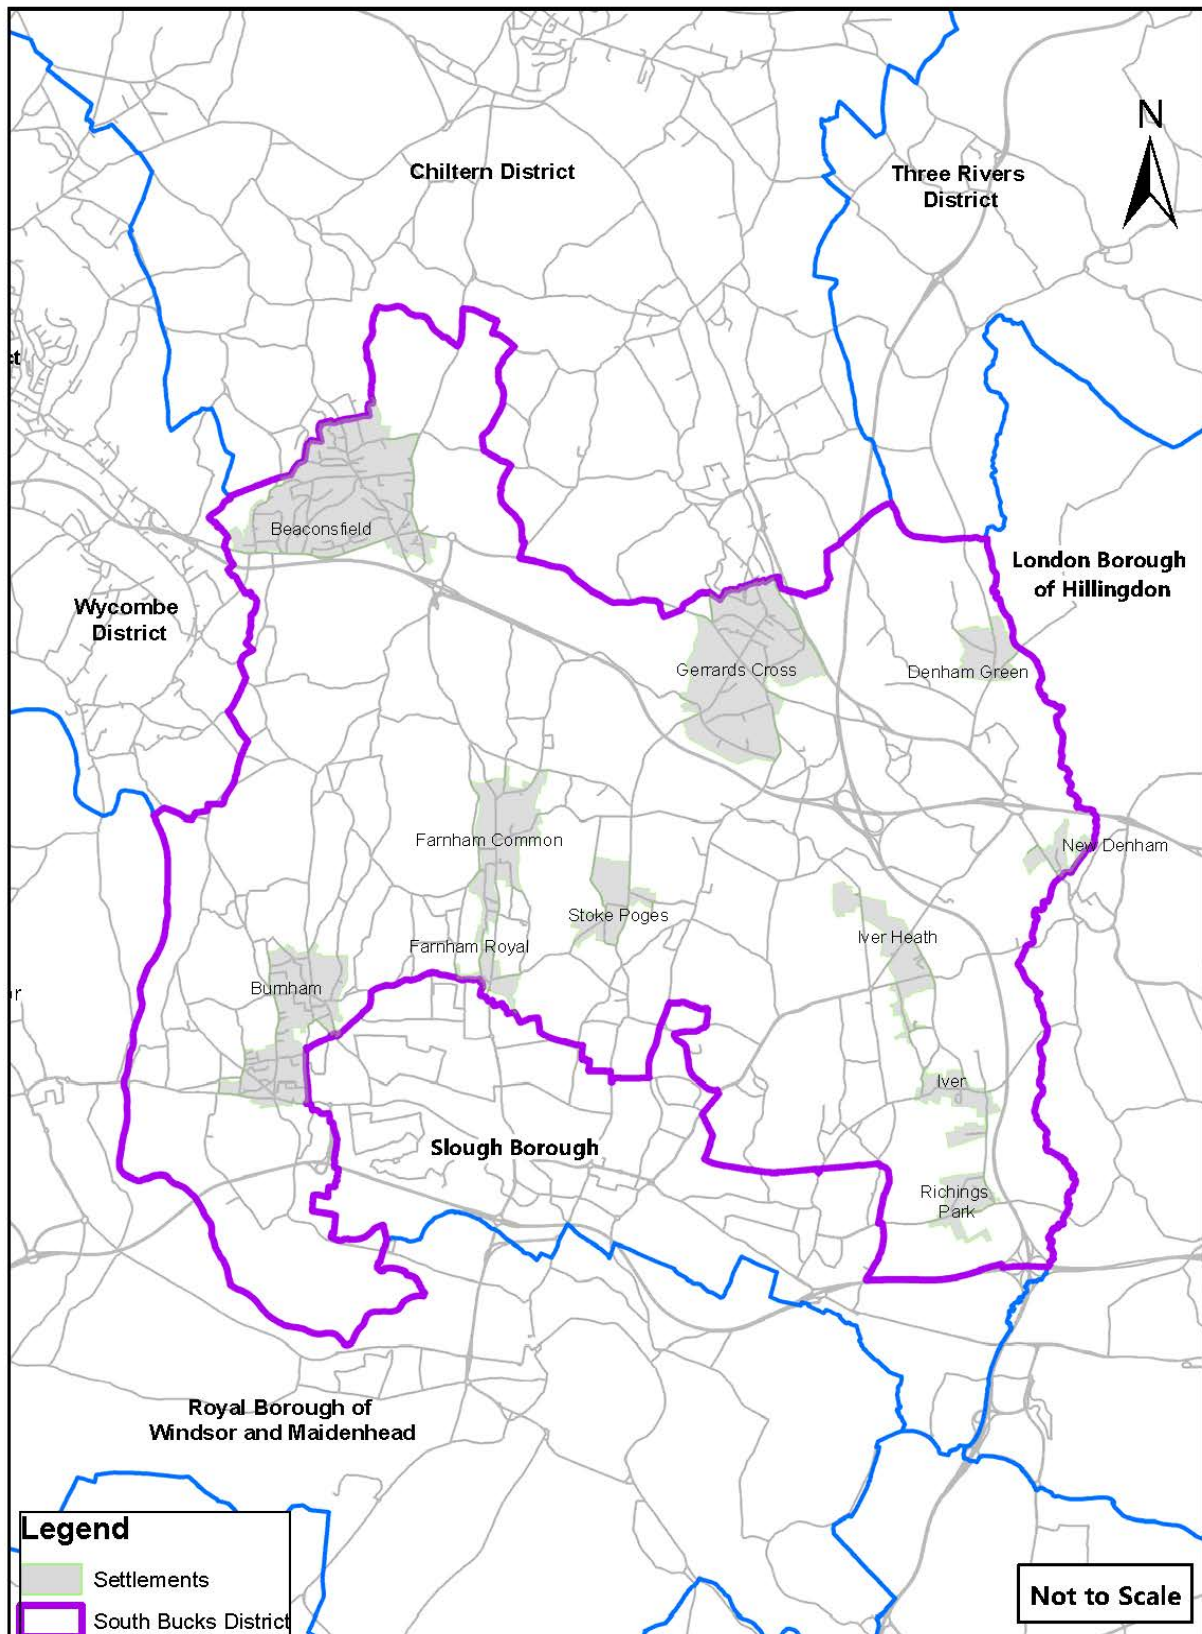 N
Chiltern District
Three Rivers
District
ct
Beaconsfield
London Borough
of Hillingdon
Wycombe
District
Gerrards Cross
Denham Green
Farnham Common
New Denham
Stoke Poges
Iver Heath
Farnham Royal
Burnham
r
Iver
Slough Borough
Richings
Park
Royal Borough of
Windsor and Maidenhead
Legend
Settlements
South Bucks District
Not to Scale